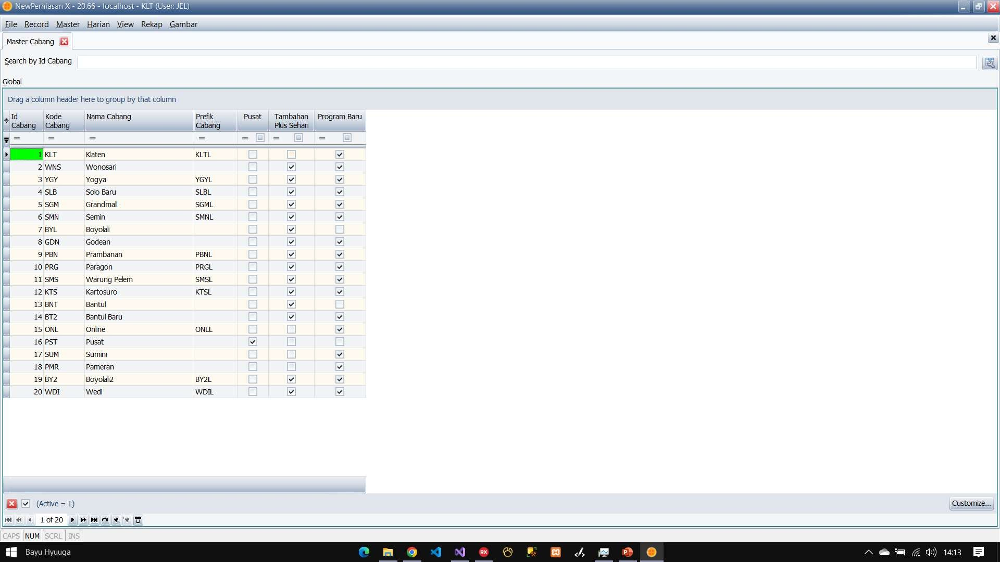 NewPerhiasan X - 20.66 - localhost - KLT (User: JEL)
File Record Master Harian View Rekap Gambar
Master Cabang
Search by Id Cabang
Global
Drag a column header here to group by that column
Id Cabang Kode Cabang Nama Cabang Prefik Cabang Pusat Tambahan Plus Sehari Program Baru
= = = = = = =
1 KLT Klaten KLTL
2 WNS Wonosari
3 YGY Yogya YGYL
4 SLB Solo Baru SLBL
5 SGM Grandmall SGML
6 SMN Semin SMNL
7 BYL Boyolali
8 GDN Godean
9 PBN Prambanan PBNL
10 PRG Paragon PRGL
11 SMS Warung Pelem SMSL
12 KTS Kartosuro KTSL
13 BNT Bantul
14 BT2 Bantul Baru
15 ONL Online ONLL
16 PST Pusat
17 SUM Sumini
18 PMR Pameran
19 BY2 Boyolali2 BY2L
20 WDI Wedi WDIL
(Active = 1) Customize...
1 of 20
CAPS NUM SCRL INS
Bayu Hyuuga RX 14:13